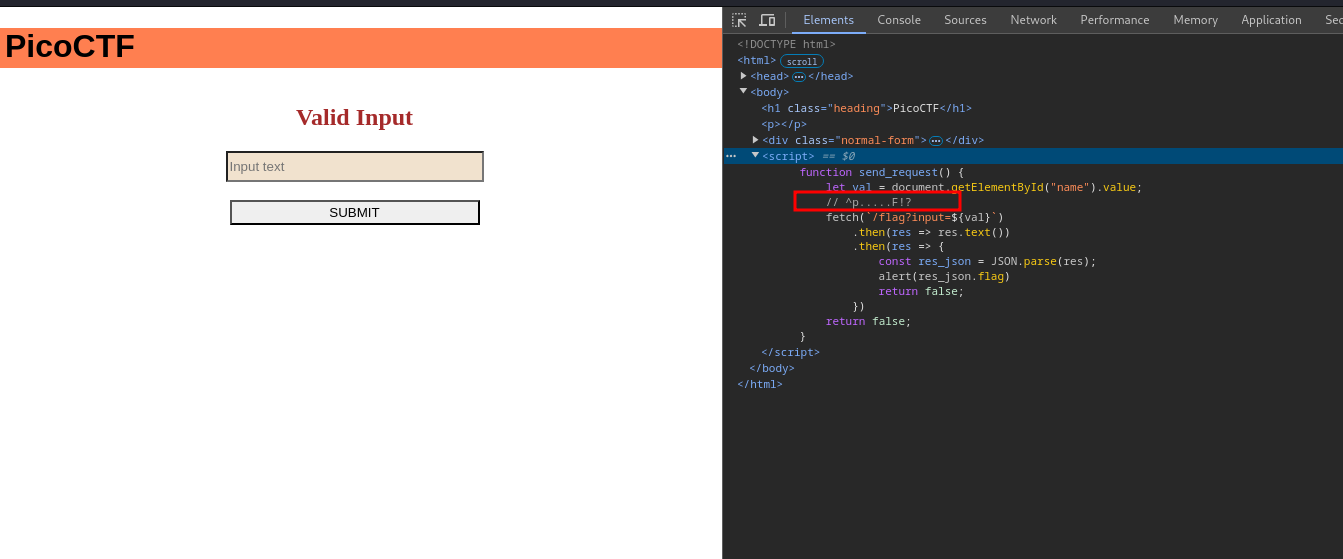 PicoCTF
Valid Input
Input text
SUBMIT
Elements Console Sources Network Performance Memory Application
<!DOCTYPE html>
<html> scroll
<head> ••• </head>
<body>
<h1 class="heading">PicoCTF</h1>
<p></p>
<div class="normal-form"> ••• </div>
••• <script> == $0
function send_request() {
let val = document.getElementById("name").value;
// ^p.....F!?
fetch(`/flag?input=${val}`)
.then(res => res.text())
.then(res => {
const res_json = JSON.parse(res);
alert(res_json.flag)
return false;
})
return false;
}
</script>
</body>
</html>